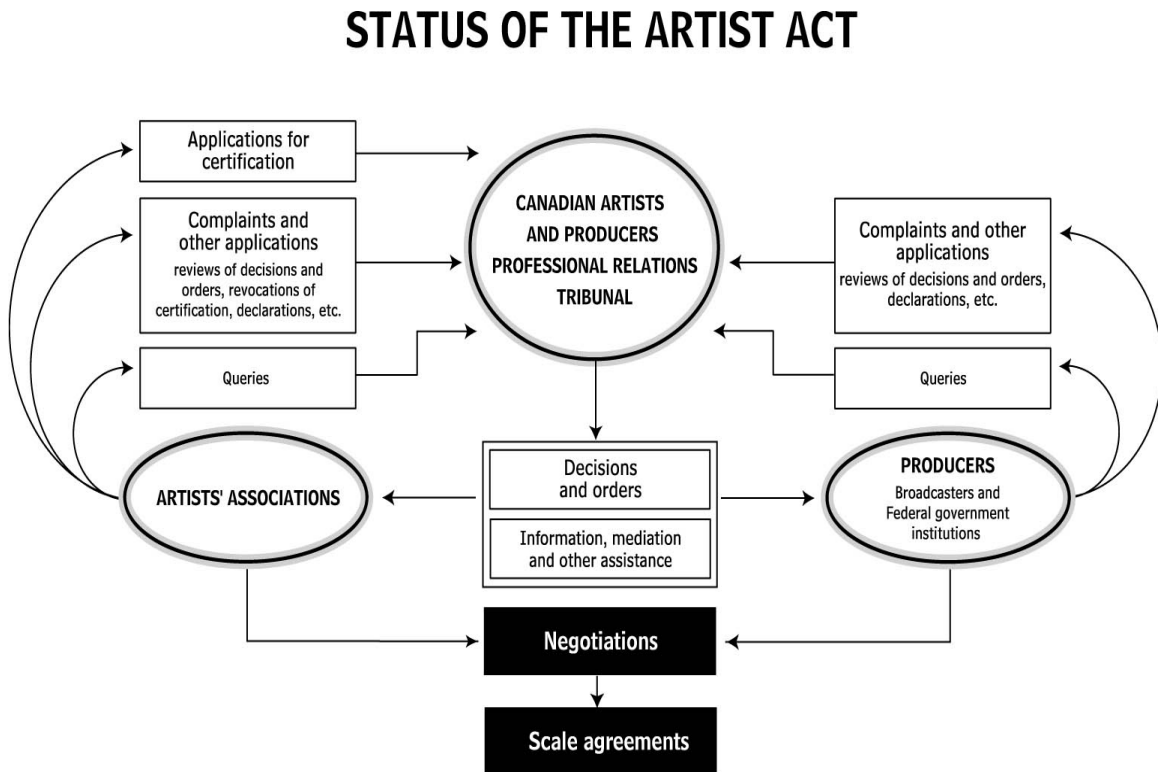 STATUS OF THE ARTIST ACT
Applications for
certification
Complaints and
other applications
reviews of decisions and
orders, revocations of
certification, declarations, etc.
Queries
CANADIAN ARTISTS
AND PRODUCERS
PROFESSIONAL RELATIONS
TRIBUNAL
Complaints and other
applications
reviews of decisions and orders,
declarations, etc.
Queries
ARTISTS' ASSOCIATIONS
Decisions
and orders
Information, mediation
and other assistance
PRODUCERS
Broadcasters and
Federal government
institutions
Negotiations
Scale agreements